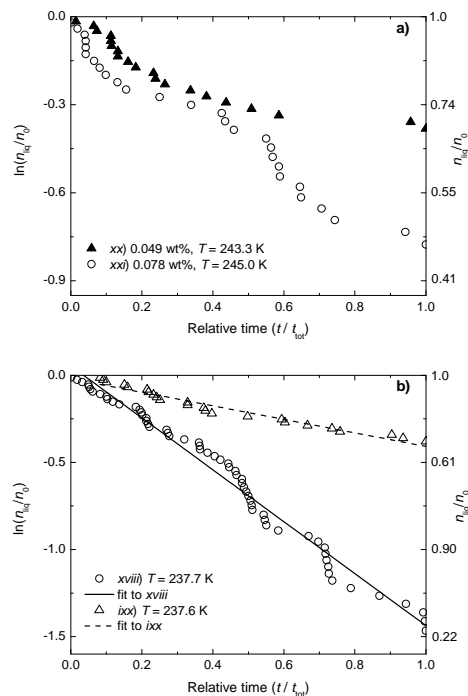 a)
0.0
-0.3
-0.6
-0.9
ln(nliq/n0)
1.0
0.74
0.55
0.41
nliq/n0
xx) 0.049 wt%, T = 243.3 K
xxi) 0.078 wt%, T = 245.0 K
0.0 0.2 0.4 0.6 0.8 1.0
Relative time (t / ttot)
b)
0.0
-0.5
-1.0
-1.5
ln(nliq/n0)
1.0
0.61
0.90
0.22
nliq/n0
xviii) T = 237.7 K
fit to xviii
ixx) T = 237.6 K
fit to ixx
0.0 0.2 0.4 0.6 0.8 1.0
Relative time (t / ttot)